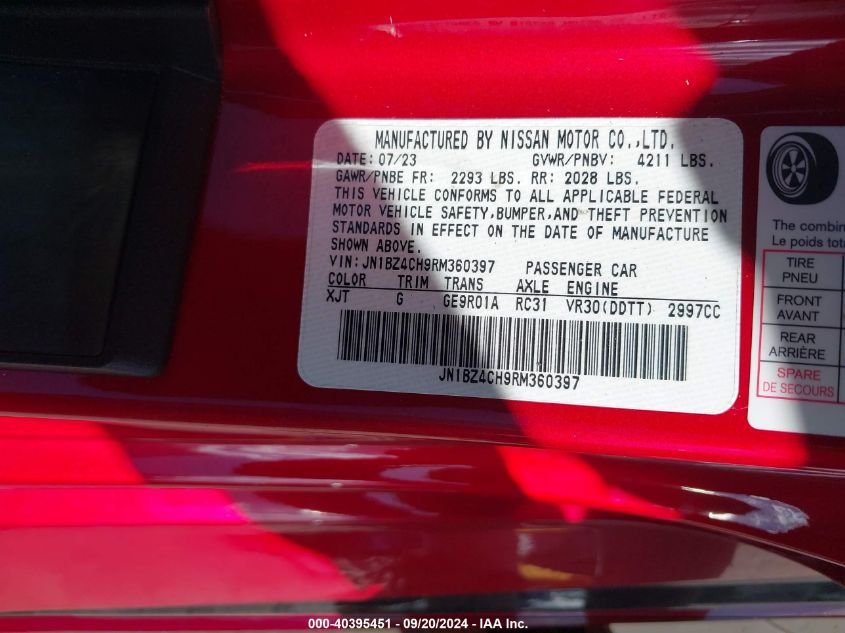 MANUFACTURED BY NISSAN MOTOR CO.,LTD.
DATE: 07/23 GVWR/PNBV: 4211 LBS.
GAWR/PNBE FR: 2293 LBS. RR: 2028 LBS.
THIS VEHICLE CONFORMS TO ALL APPLICABLE FEDERAL
MOTOR VEHICLE SAFETY,BUMPER,AND THEFT PREVENTION
STANDARDS IN EFFECT ON THE DATE OF MANUFACTURE
SHOWN ABOVE.
VIN:JN1BZ4CH9RM360397 PASSENGER CAR
COLOR TRIM TRANS AXLE ENGINE
XJT G GE9R01A RC31 VR30(DDTT) 2997CC
JN1BZ4CH9RM360397
The combin
Le poids tota
TIRE
PNEU
FRONT
AVANT
REAR
ARRIÈRE
SPARE
DE SECOURS
000-40395451 - 09/20/2024 - IAA Inc.